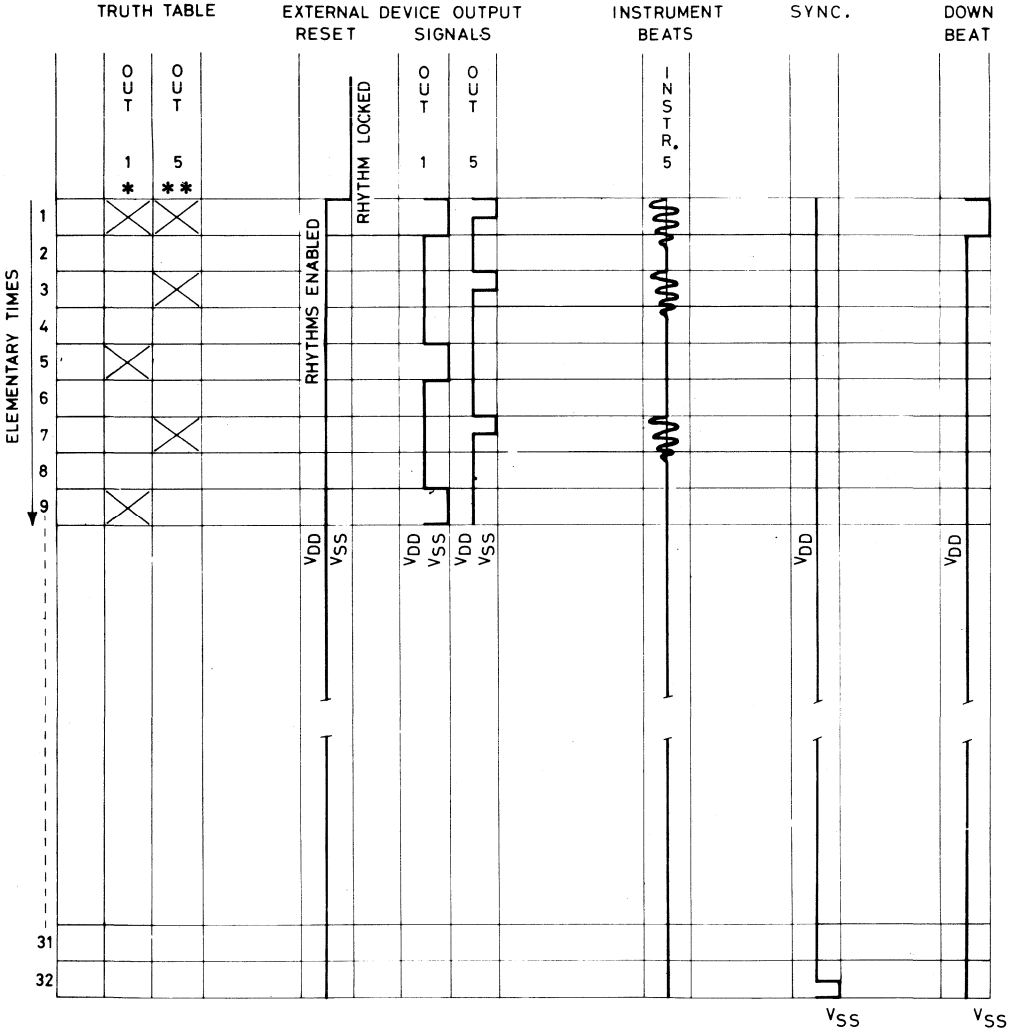 TRUTH TABLE
EXTERNAL RESET
DEVICE OUTPUT SIGNALS
INSTRUMENT BEATS
SYNC.
DOWN BEAT
OUT 1 *
OUT 5 **
RHYTHM LOCKED
OUT 1
OUT 5
INSTR. 5
ELEMENTARY TIMES
RHYTHMS ENABLED
1
2
3
4
5
6
7
8
9
VDD VSS
VDD VSS
VDD VSS
VDD
VDD
31
32
VSS
VSS